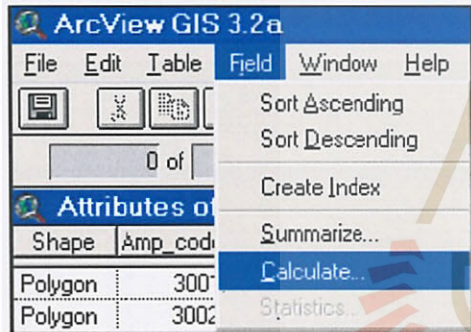 ArcView GIS 3.2a
File Edit Table Field Window Help
Sort Ascending
Sort Descending
0 of
Create Index
Attributes of
Shape Amp_cod
Summarize...
Calculate...
Polygon 300
Statistics...
Polygon 3002